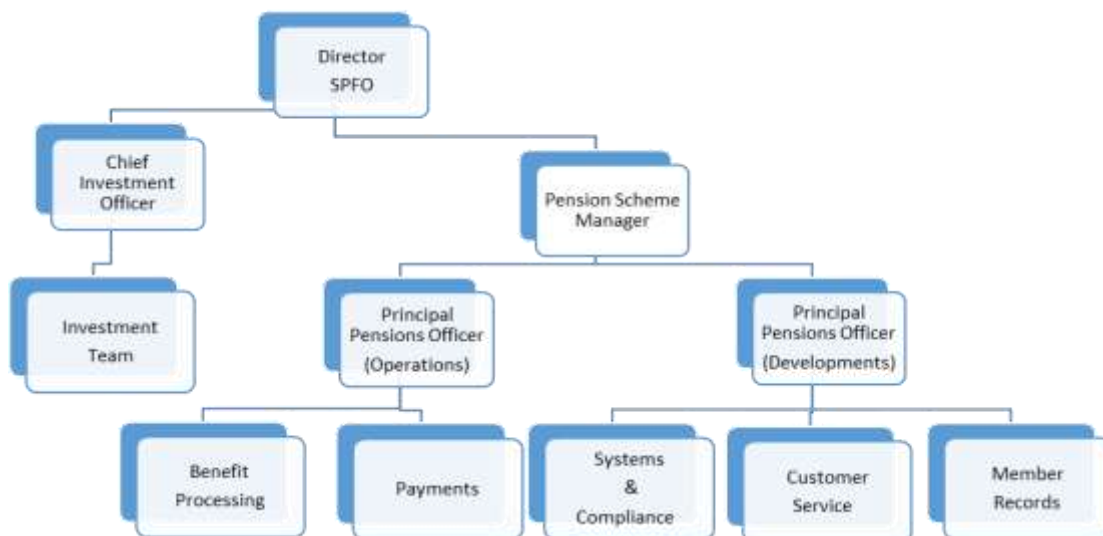 Director
SPFO
Chief
Investment
Officer
Pension Scheme
Manager
Investment
Team
Principal
Pensions Officer
(Operations)
Principal
Pensions Officer
(Developments)
Benefit
Processing
Payments
Systems
&
Compliance
Customer
Service
Member
Records